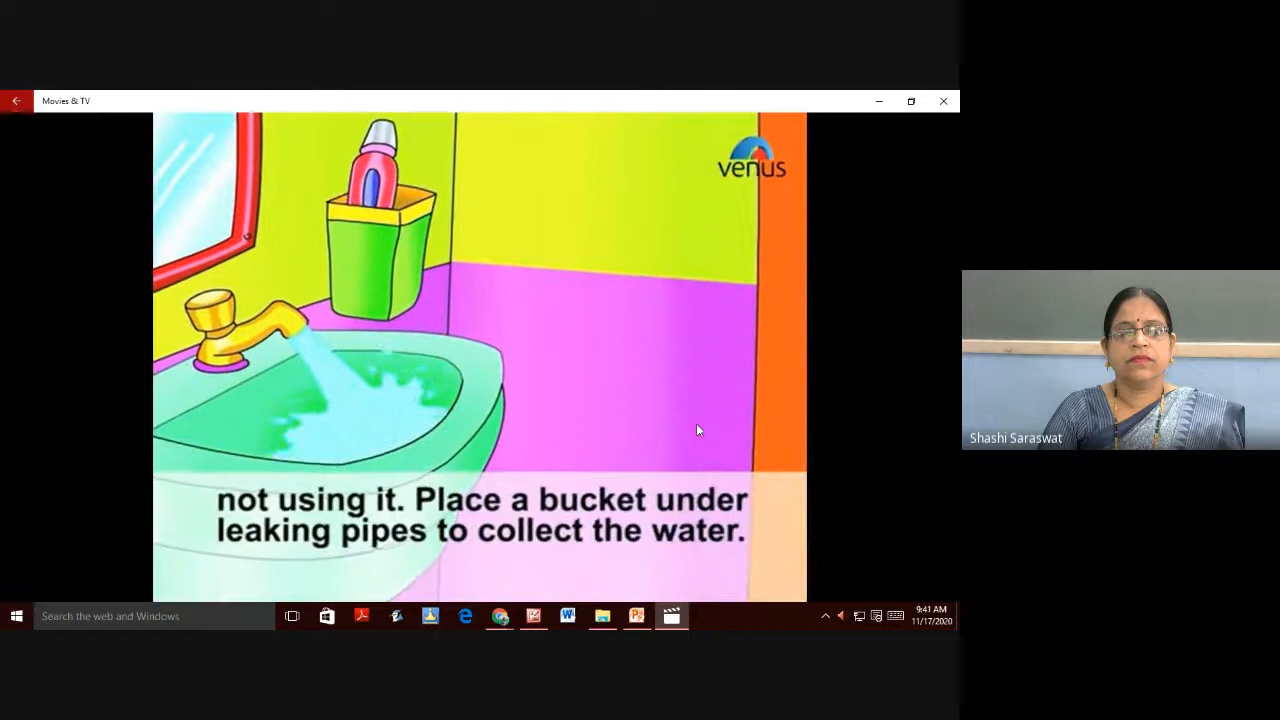 Movies & TV
venus
not using it. Place a bucket under
leaking pipes to collect the water.
Shashi Saraswat
Search the web and Windows
9:41 AM
11/17/2020